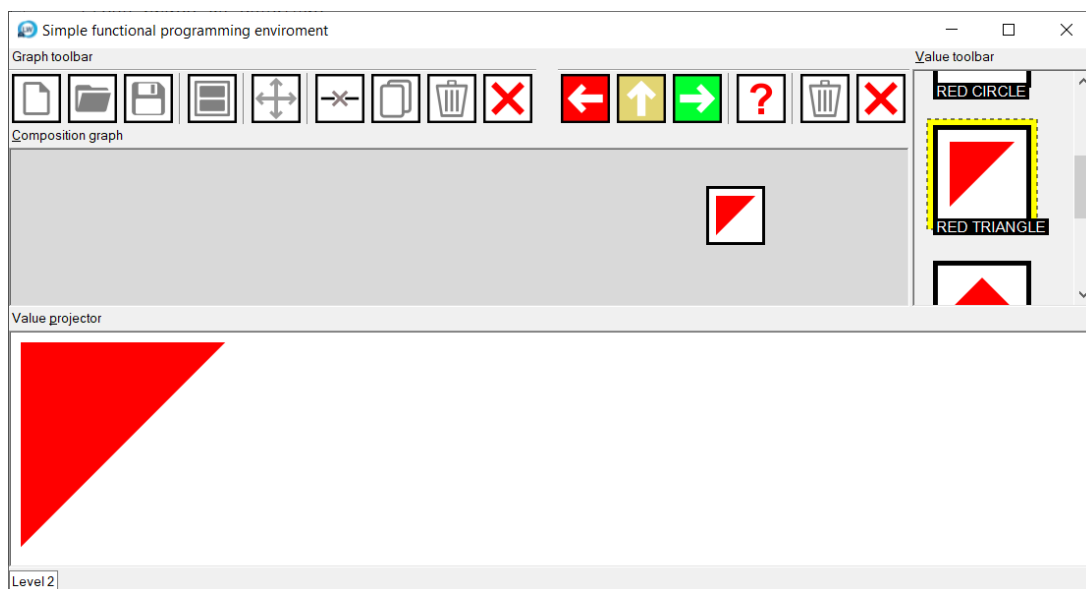 Simple functional programming enviroment
Graph toolbar
Value toolbar
?
RED CIRCLE
Composition graph
RED TRIANGLE
Value projector
Level 2